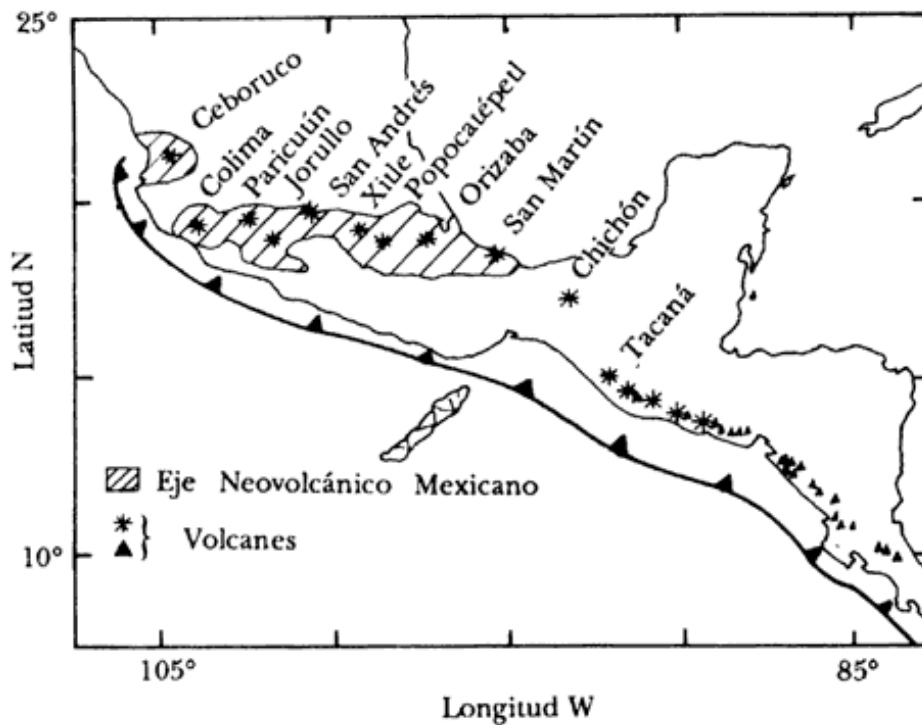 25°
Ceboruco
Colima
Paricutín
Jorullo
San Andrés
Xitle
Popocatépetl
Orizaba
San Martín
Chichón
Tacaná
Latitud N
Eje Neovolcánico Mexicano
Volcanes
10°
105°
85°
Longitud W